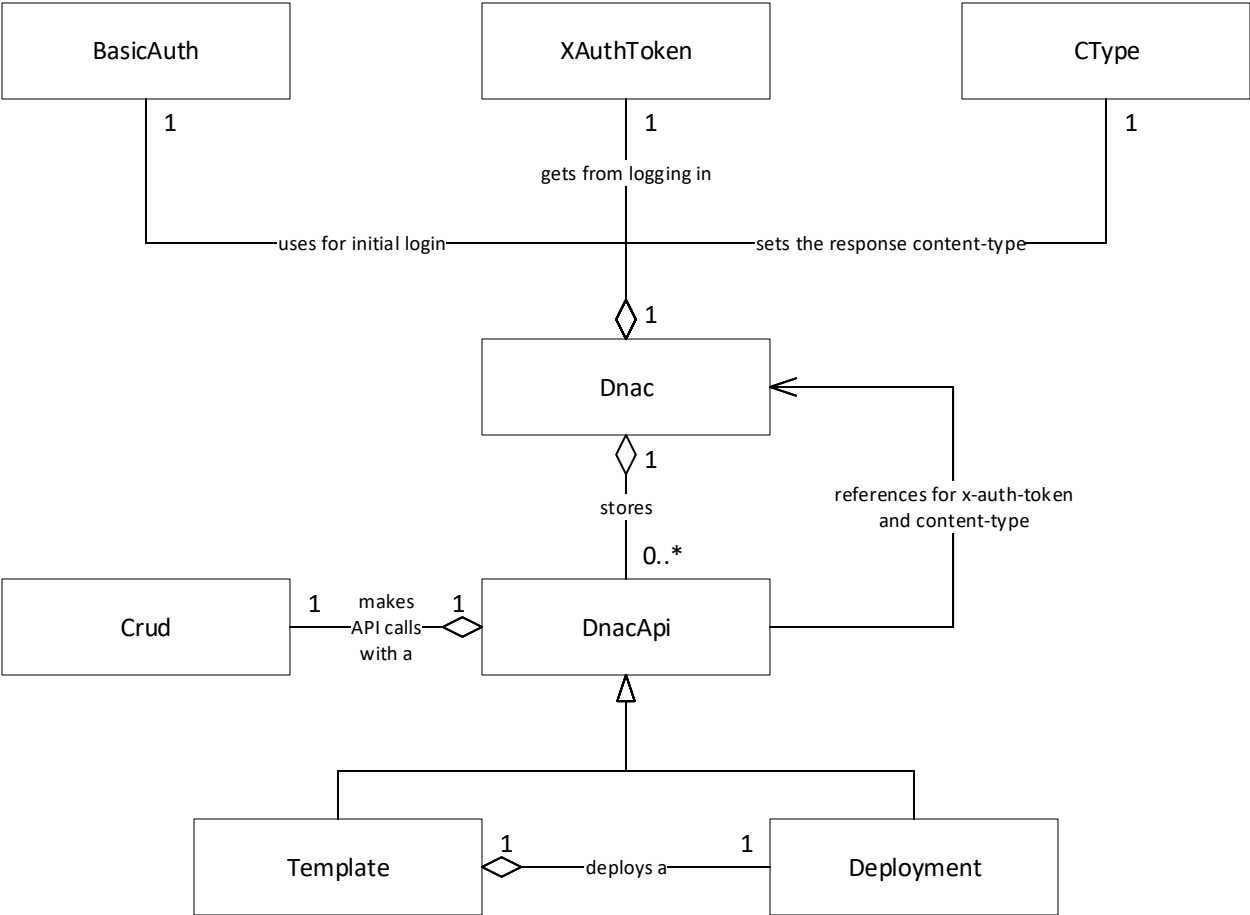 BasicAuth
XAuthToken
CType
1
1
1
gets from logging in
uses for initial login
sets the response content-type
1
Dnac
1
stores
references for x-auth-token
and content-type
0..*
Crud
1
makes
API calls
with a
1
DnacApi
Template
1
deploys a
1
Deployment